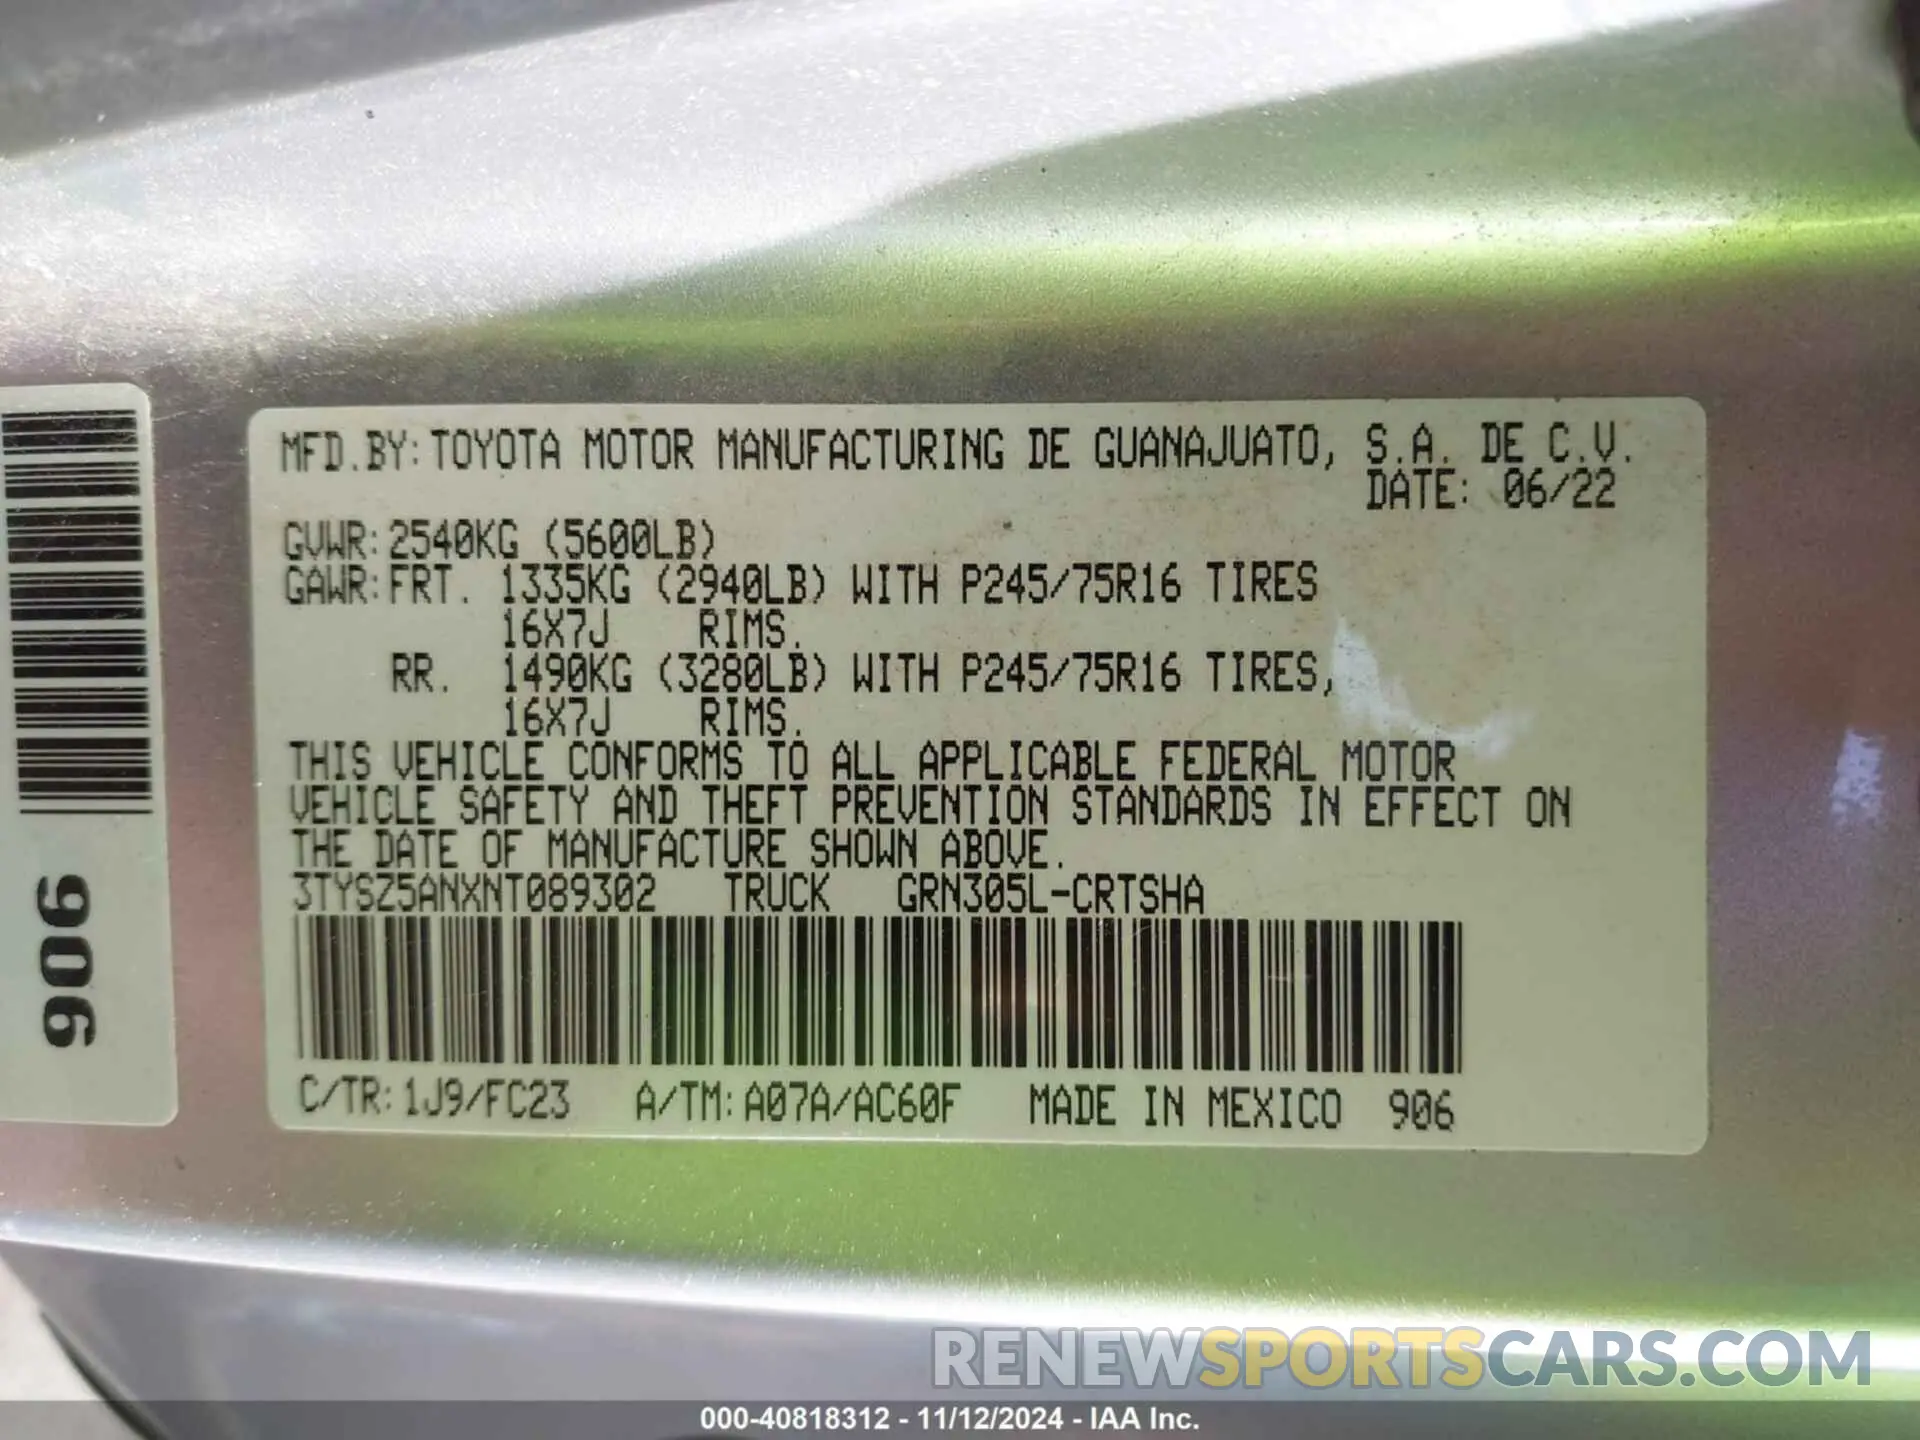 MFD.BY:TOYOTA MOTOR MANUFACTURING DE GUANAJUATO, S.A. DE C.V.
DATE: 06/22
GVWR:2540KG (5600LB)
GAWR:FRT. 1335KG (2940LB) WITH P245/75R16 TIRES
16X7J RIMS.
RR. 1490KG (3280LB) WITH P245/75R16 TIRES,
16X7J RIMS.
THIS VEHICLE CONFORMS TO ALL APPLICABLE FEDERAL MOTOR
VEHICLE SAFETY AND THEFT PREVENTION STANDARDS IN EFFECT ON
THE DATE OF MANUFACTURE SHOWN ABOVE.
3TYSZ5ANXNT089302 TRUCK GRN305L-CRTSHA
C/TR:1J9/FC23 A/TM:A07A/AC60F MADE IN MEXICO 906
906
RENEWSPORTSCARS.COM
000-40818312 - 11/12/2024 - IAA Inc.